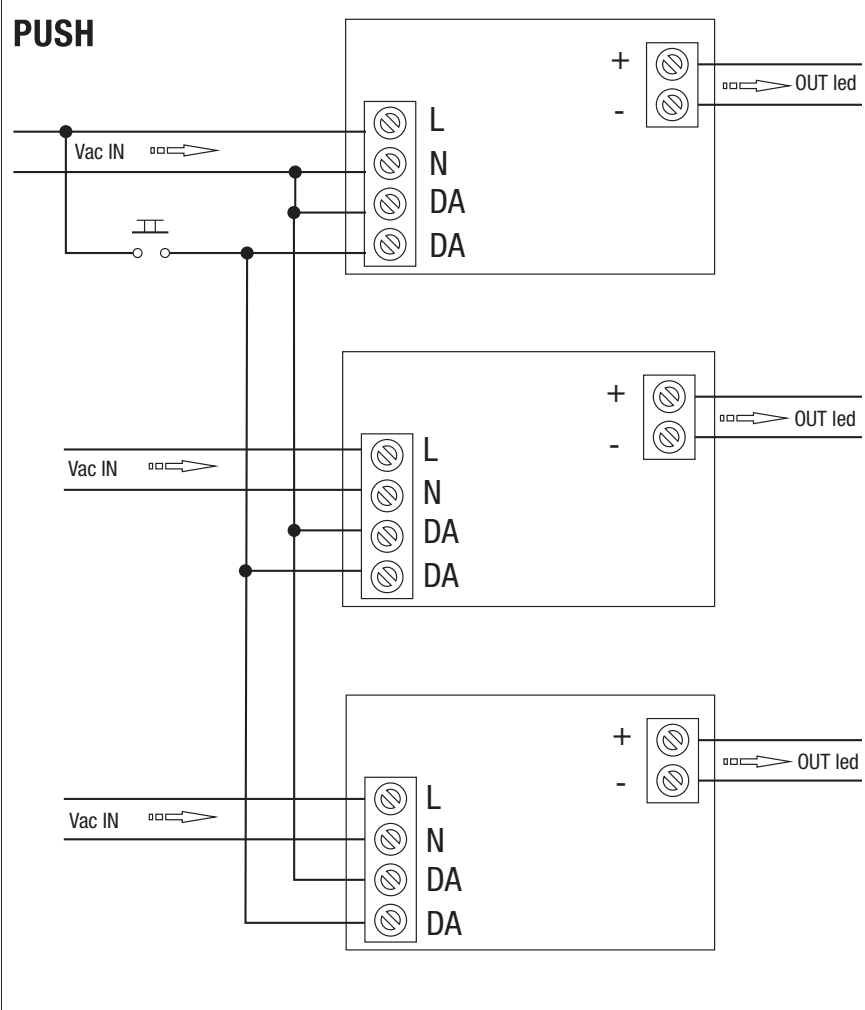 PUSH
+
OUT led
-
L
Vac IN
N
DA
DA
+
OUT led
-
L
Vac IN
N
DA
DA
+
OUT led
-
L
Vac IN
N
DA
DA